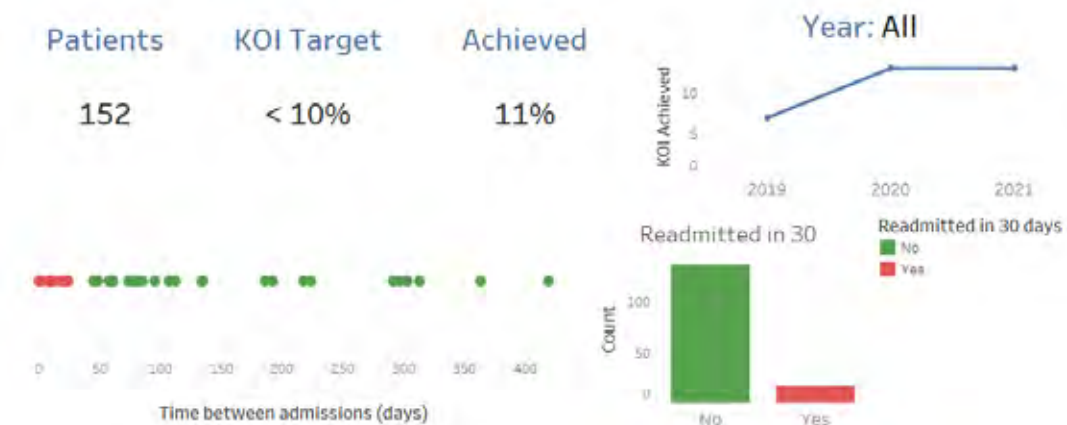 Patients KOI Target Achieved
152 < 10% 11%
Year: All
KOI Achieved
10
5
0
2019 2020 2021
0 50 100 150 200 250 300 350 400
Time between admissions (days)
Readmitted in 30
Readmitted in 30 days
No
Yes
Count
100
50
0
No Yes